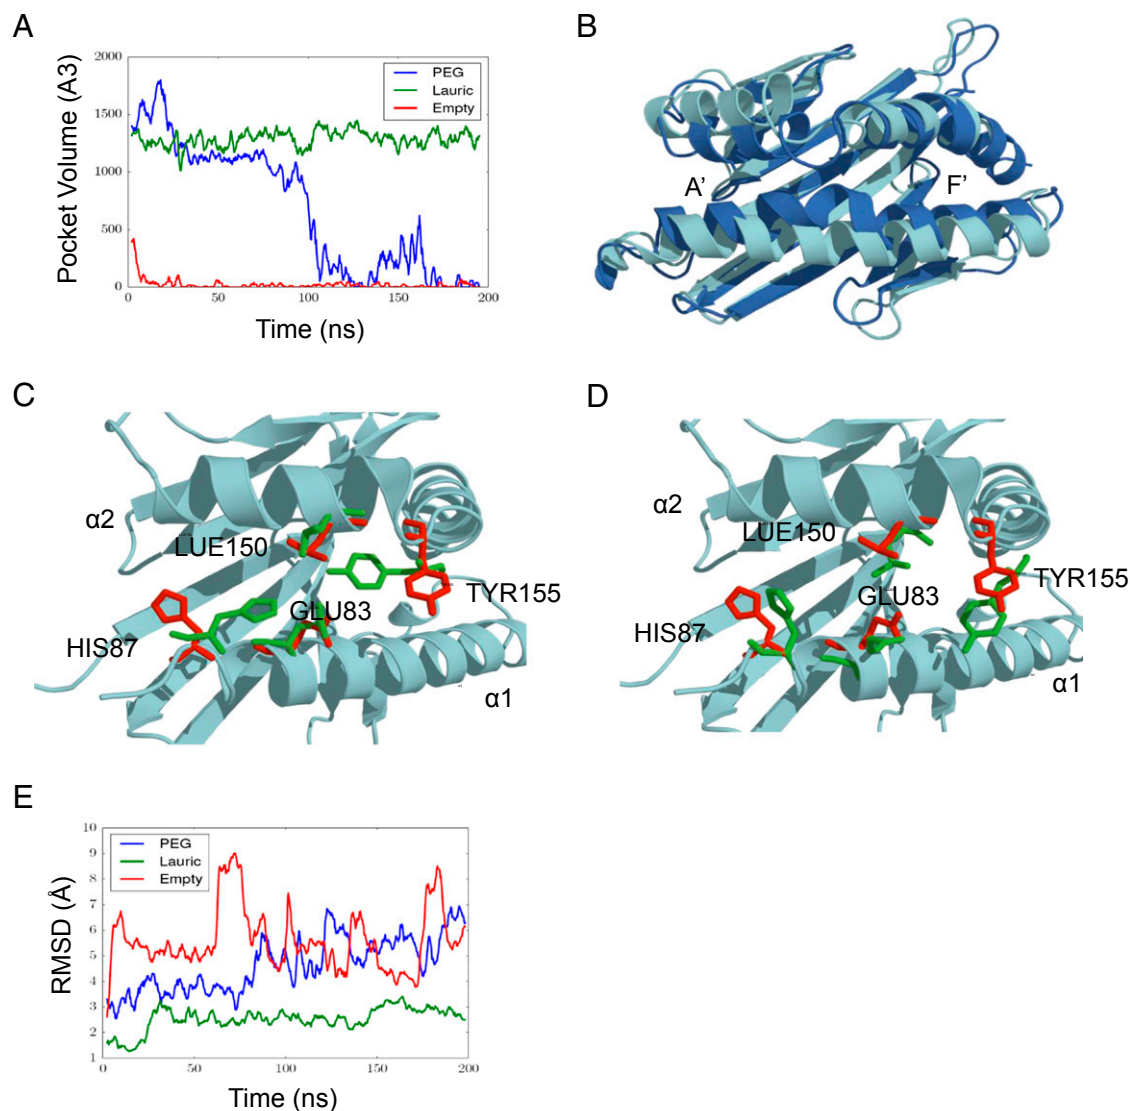 A
Pocket Volume (A3)
2000
1500
1000
500
0
PEG
Lauric
Empty
0
50
100
150
200
Time (ns)
B
A’
F’
C
α2
LUE150
GLU83
TYR155
HIS87
α1
D
α2
LUE150
GLU83
TYR155
HIS87
α1
E
RMSD (Å)
10
9
8
7
6
5
4
3
2
1
PEG
Lauric
Empty
0
50
100
150
200
Time (ns)